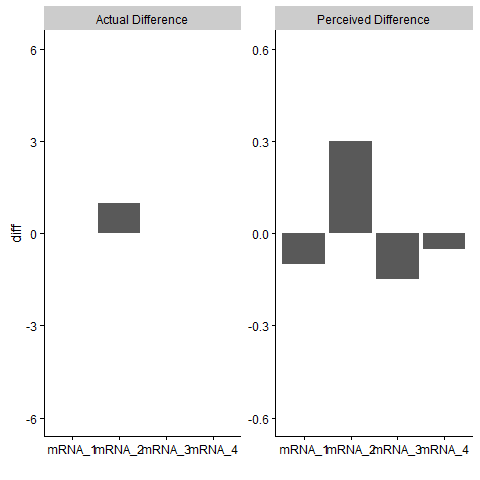 Actual Difference
Perceived Difference
diff
6
3
0
-3
-6
mRNA_1 mRNA_2 mRNA_3 mRNA_4
0.6
0.3
0.0
-0.3
-0.6
mRNA_1 mRNA_2 mRNA_3 mRNA_4